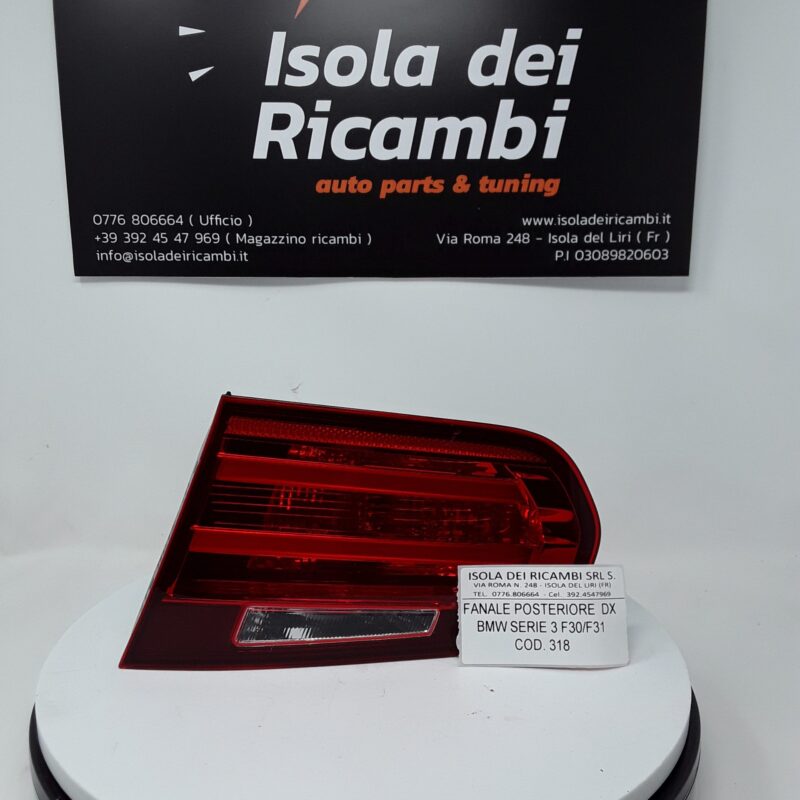 Isola dei
Ricambi
auto parts & tuning
0776 806664 ( Ufficio )
+39 392 45 47 969 ( Magazzino ricambi )
info@isoladeiricambi.it
www.isoladeiricambi.it
Via Roma 248 - Isola del Liri ( Fr )
P.I 03089820603
ISOLA DEI RICAMBI SRL S.
VIA ROMA N. 248 - ISOLA DEL LIRI (FR)
TEL. 0776.806664 - Cel. 392.4547969
FANALE POSTERIORE DX
BMW SERIE 3 F30/F31
COD. 318